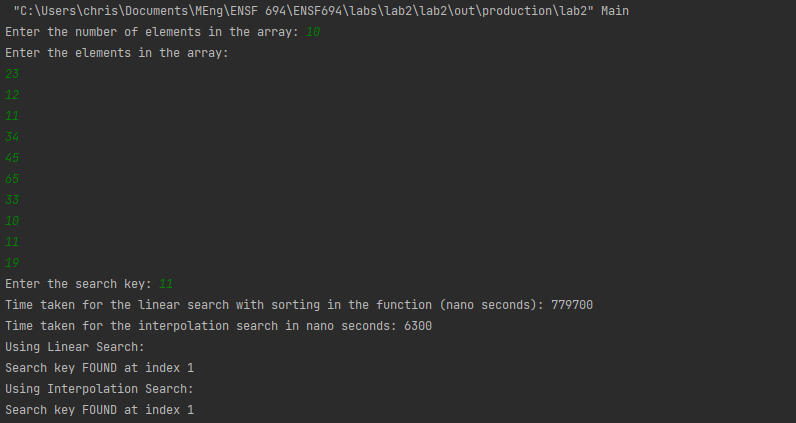 "C:\Users\chris\Documents\MEng\ENSF 694\ENSF694\labs\lab2\lab2\out\production\lab2" Main
Enter the number of elements in the array: 10
Enter the elements in the array:
23
12
11
34
45
65
33
10
11
19
Enter the search key: 11
Time taken for the linear search with sorting in the function (nano seconds): 779700
Time taken for the interpolation search in nano seconds: 6300
Using Linear Search:
Search key FOUND at index 1
Using Interpolation Search:
Search key FOUND at index 1